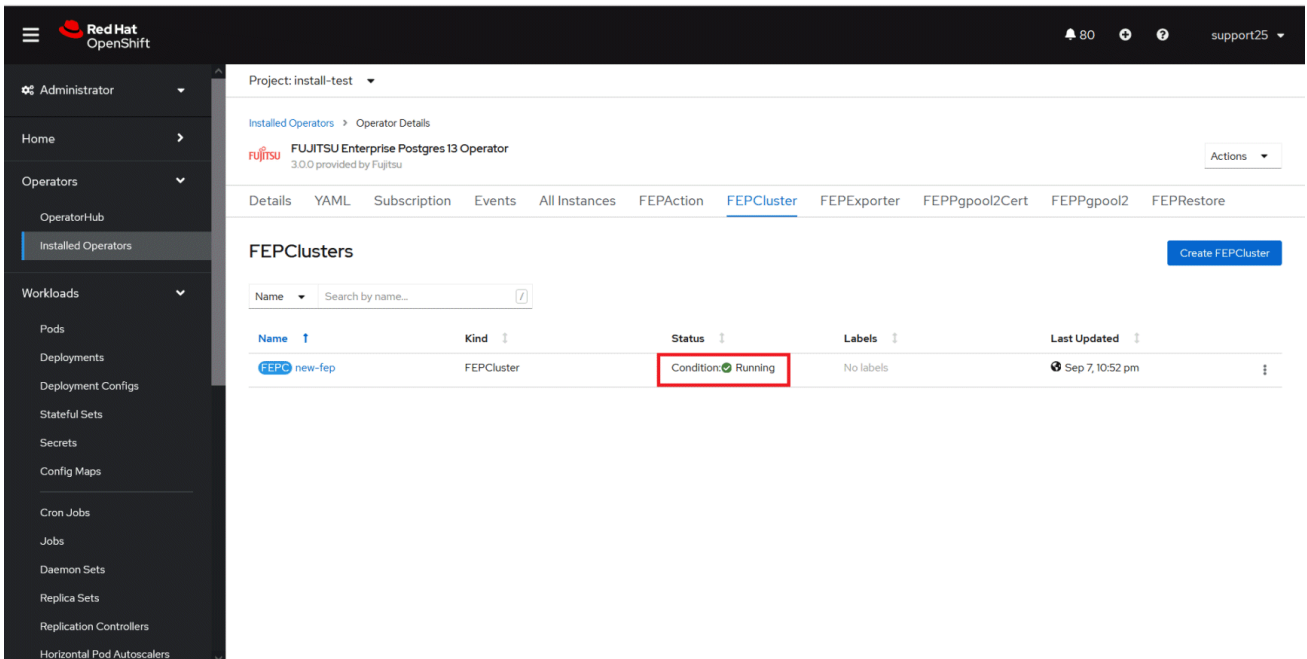 Red Hat
OpenShift
80
support25
Administrator
Home
Operators
OperatorHub
Installed Operators
Workloads
Pods
Deployments
Deployment Configs
Stateful Sets
Secrets
Config Maps
Cron Jobs
Jobs
Daemon Sets
Replica Sets
Replication Controllers
Horizontal Pod Autoscalers
Project: install-test
Installed Operators > Operator Details
FUJITSU FUJITSU Enterprise Postgres 13 Operator
3.0.0 provided by Fujitsu
Actions
Details YAML Subscription Events All Instances FEPAction FEPCluster FEPExporter FEPPgpool2Cert FEPPgpool2 FEPRestore
FEPClusters
Create FEPCluster
Name Search by name... /
Name Kind Status Labels Last Updated
FEPC new-fep FEPCluster Condition: Running No labels Sep 7, 10:52 pm